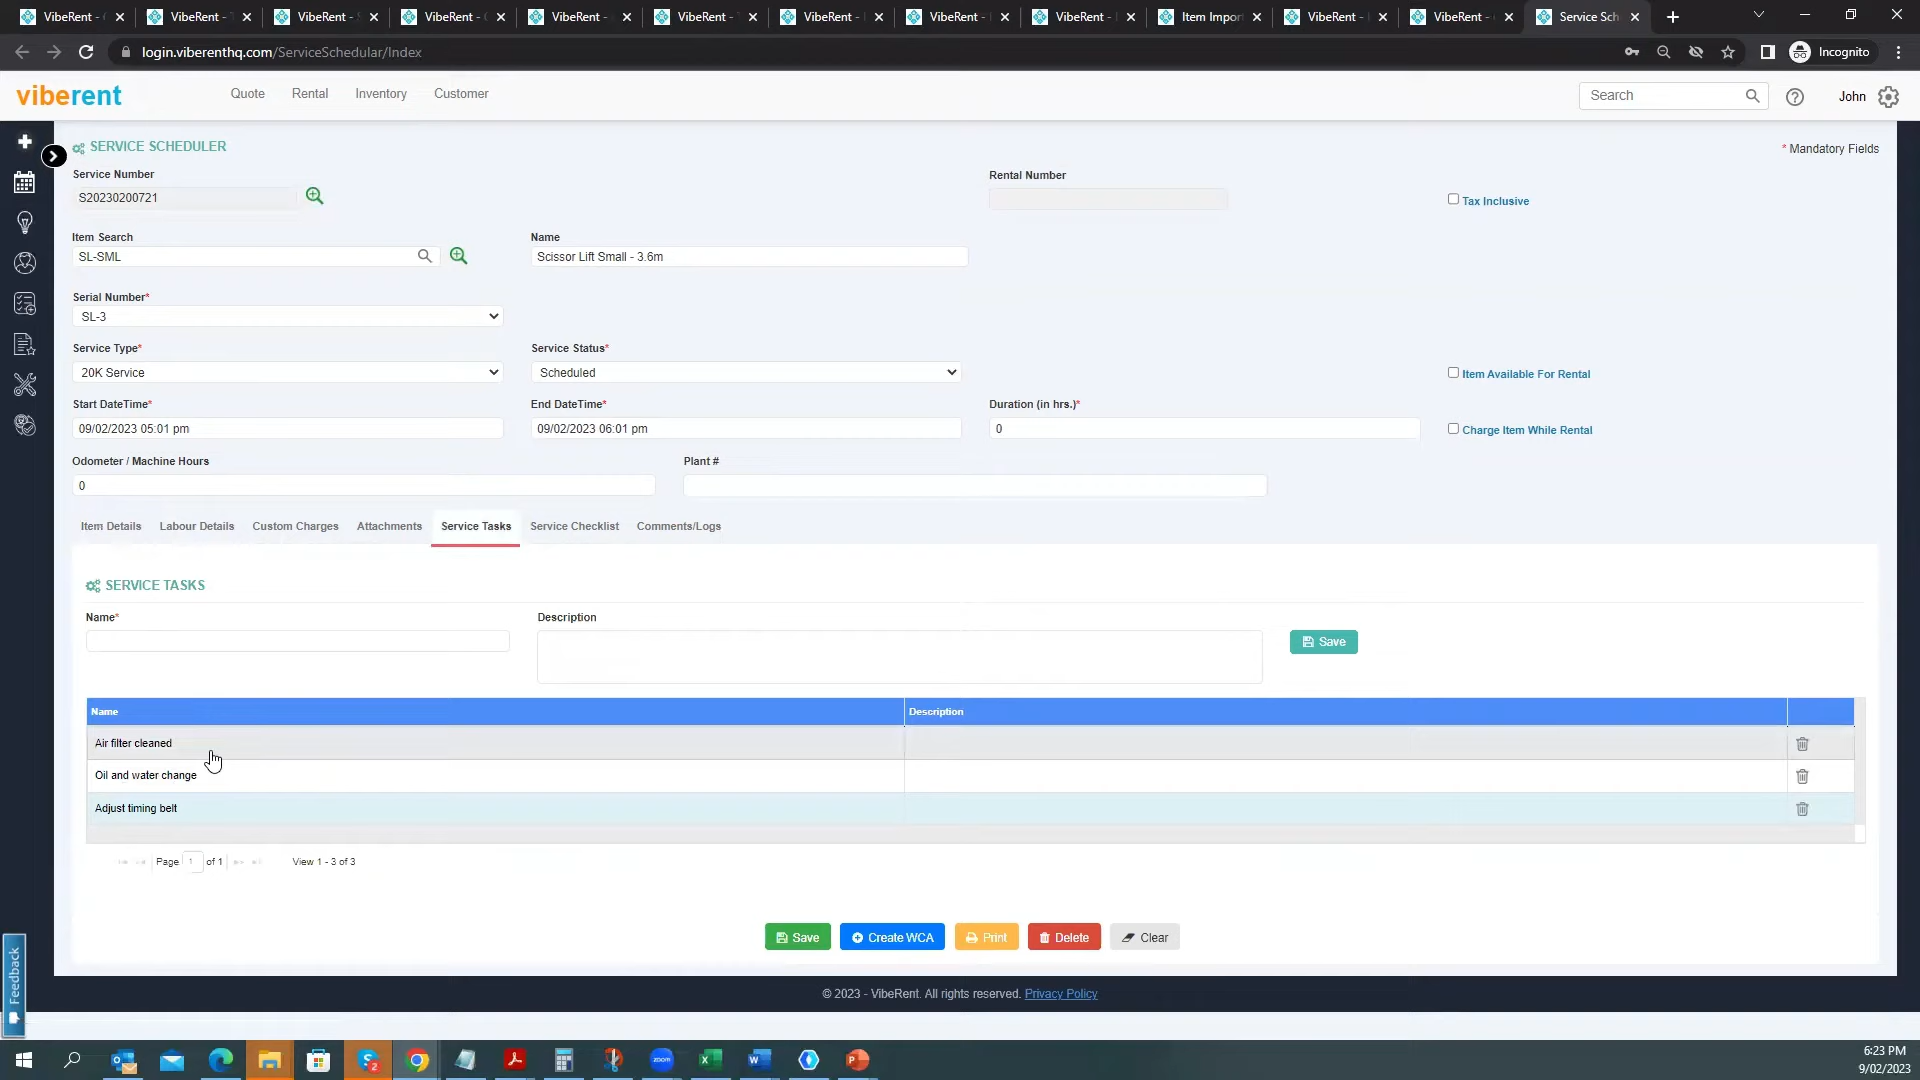 VibeRent -
VibeRent -
VibeRent -
VibeRent -
VibeRent -
VibeRent -
VibeRent -
VibeRent -
VibeRent -
Item Impor
VibeRent -
VibeRent -
Service Sch
login.viberenthq.com/ServiceSchedular/Index
Incognito
viberent
Quote
Rental
Inventory
Customer
Search
John
SERVICE SCHEDULER
* Mandatory Fields
Service Number
Rental Number
S20230200721
Tax Inclusive
Item Search
Name
SL-SML
Scissor Lift Small - 3.6m
Serial Number*
SL-3
Service Type*
Service Status*
20K Service
Scheduled
Item Available For Rental
Start DateTime*
End DateTime*
Duration (in hrs.)*
09/02/2023 05:01 pm
09/02/2023 06:01 pm
0
Charge Item While Rental
Odometer / Machine Hours
Plant #
0
Item Details
Labour Details
Custom Charges
Attachments
Service Tasks
Service Checklist
Comments/Logs
SERVICE TASKS
Name*
Description
Save
Name
Description
Air filter cleaned
Oil and water change
Adjust timing belt
Page 1 of 1
View 1 - 3 of 3
Save
Create WCA
Print
Delete
Clear
Feedback
© 2023 - VibeRent. All rights reserved. Privacy Policy
6:23 PM
9/02/2023